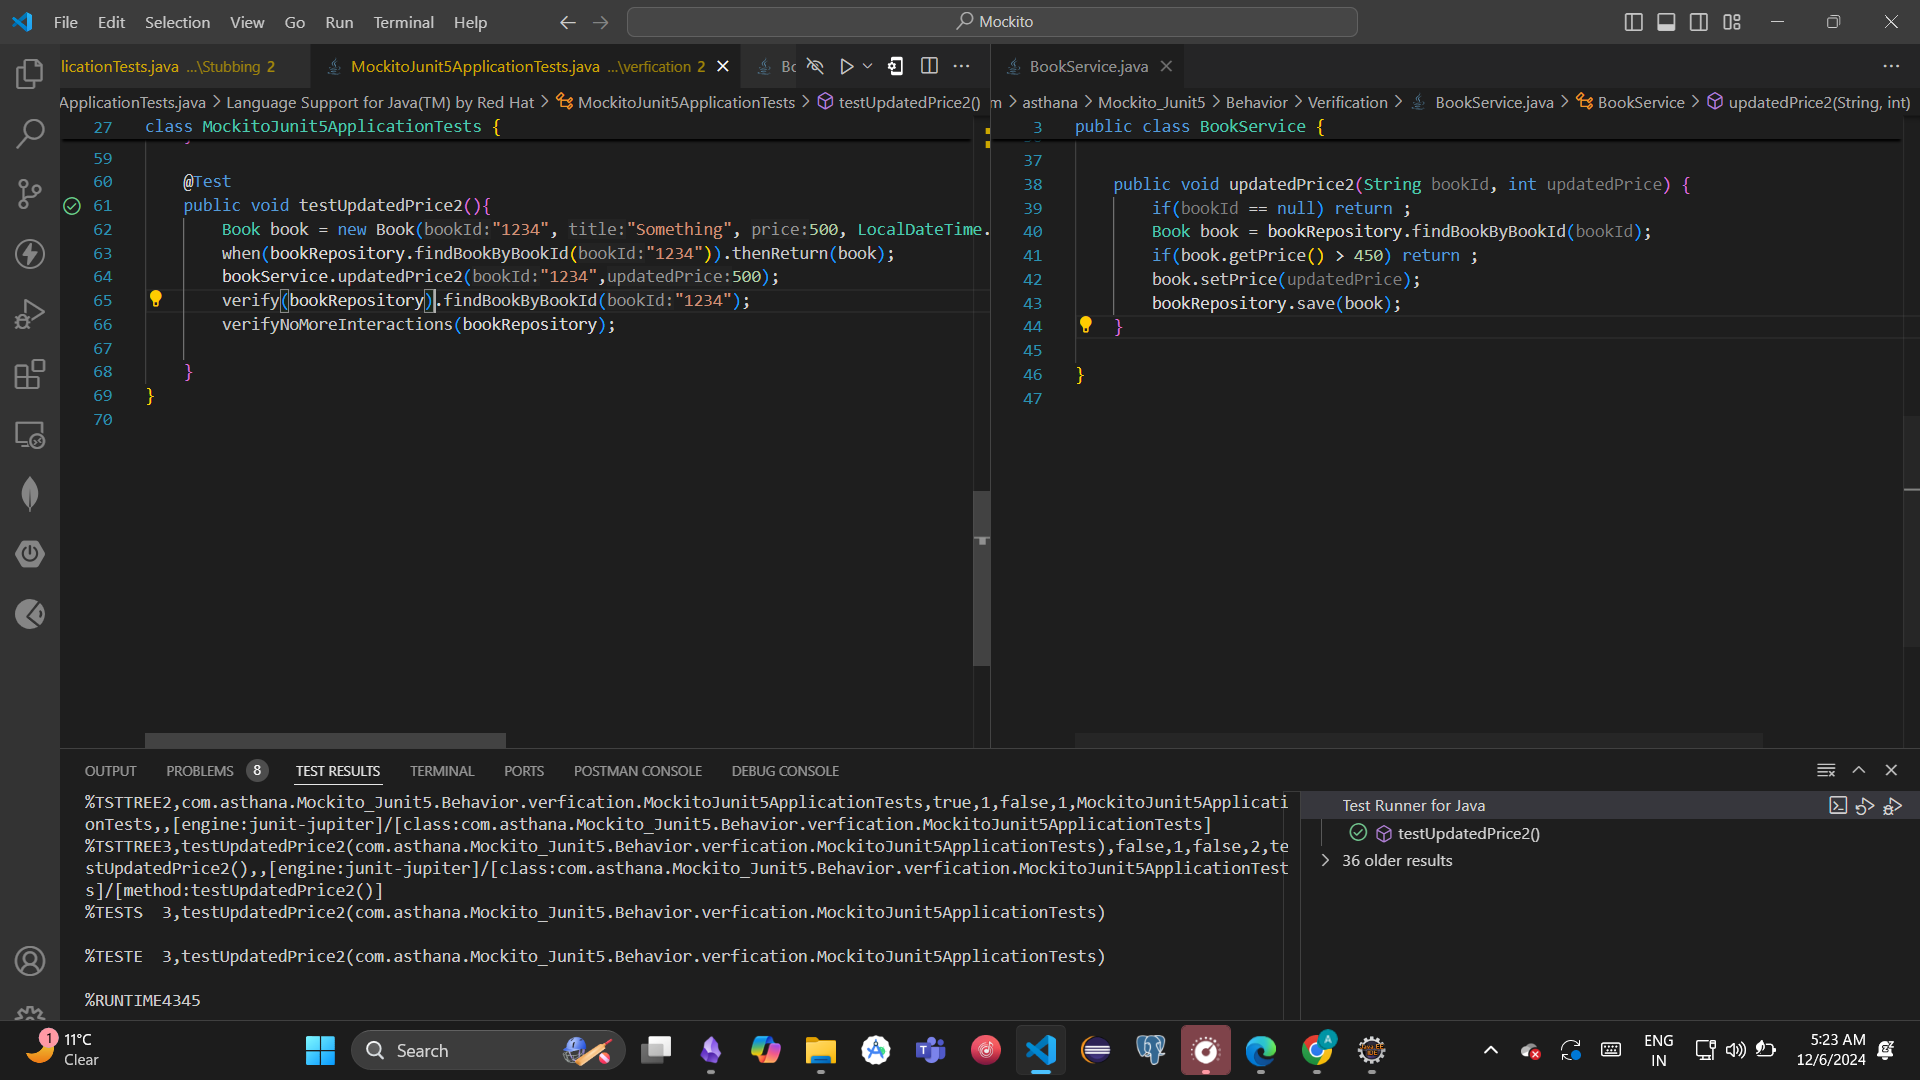 File Edit Selection View Go Run Terminal Help
Mockito
licationTests.java ...\Stubbing 2
MockitoJunit5ApplicationTests.java ...\verfication 2
BookService.java
ApplicationTests.java > Language Support for Java(TM) by Red Hat > MockitoJunit5ApplicationTests > testUpdatedPrice2()
m > asthana > Mockito_Junit5 > Behavior > Verification > BookService.java > BookService > updatedPrice2(String, int)
27 class MockitoJunit5ApplicationTests {
59
60 @Test
61 public void testUpdatedPrice2(){
62 Book book = new Book(bookId:"1234", title:"Something", price:500, LocalDateTime.
63 when(bookRepository.findBookByBookId(bookId:"1234")).thenReturn(book);
64 bookService.updatedPrice2(bookId:"1234",updatedPrice:500);
65 verify(bookRepository).findBookByBookId(bookId:"1234");
66 verifyNoMoreInteractions(bookRepository);
67
68 }
69 }
70
3 public class BookService {
37
38 public void updatedPrice2(String bookId, int updatedPrice) {
39 if(bookId == null) return ;
40 Book book = bookRepository.findBookByBookId(bookId);
41 if(book.getPrice() > 450) return ;
42 book.setPrice(updatedPrice);
43 bookRepository.save(book);
44 }
45
46 }
47
OUTPUT PROBLEMS 8 TEST RESULTS TERMINAL PORTS POSTMAN CONSOLE DEBUG CONSOLE
%TSTTREE2,com.asthana.Mockito_Junit5.Behavior.verfication.MockitoJunit5ApplicationTests,true,1,false,1,MockitoJunit5Applicati
onTests,,[engine:junit-jupiter]/[class:com.asthana.Mockito_Junit5.Behavior.verfication.MockitoJunit5ApplicationTests]
%TSTTREE3,testUpdatedPrice2(com.asthana.Mockito_Junit5.Behavior.verfication.MockitoJunit5ApplicationTests),false,1,false,2,te
stUpdatedPrice2(),,[engine:junit-jupiter]/[class:com.asthana.Mockito_Junit5.Behavior.verfication.MockitoJunit5ApplicationTest
s]/[method:testUpdatedPrice2()]
%TESTS 3,testUpdatedPrice2(com.asthana.Mockito_Junit5.Behavior.verfication.MockitoJunit5ApplicationTests)
%TESTE 3,testUpdatedPrice2(com.asthana.Mockito_Junit5.Behavior.verfication.MockitoJunit5ApplicationTests)
%RUNTIME4345
Test Runner for Java
testUpdatedPrice2()
36 older results
1
11°C
Clear
Search
A
ENG
IN
5:23 AM
12/6/2024